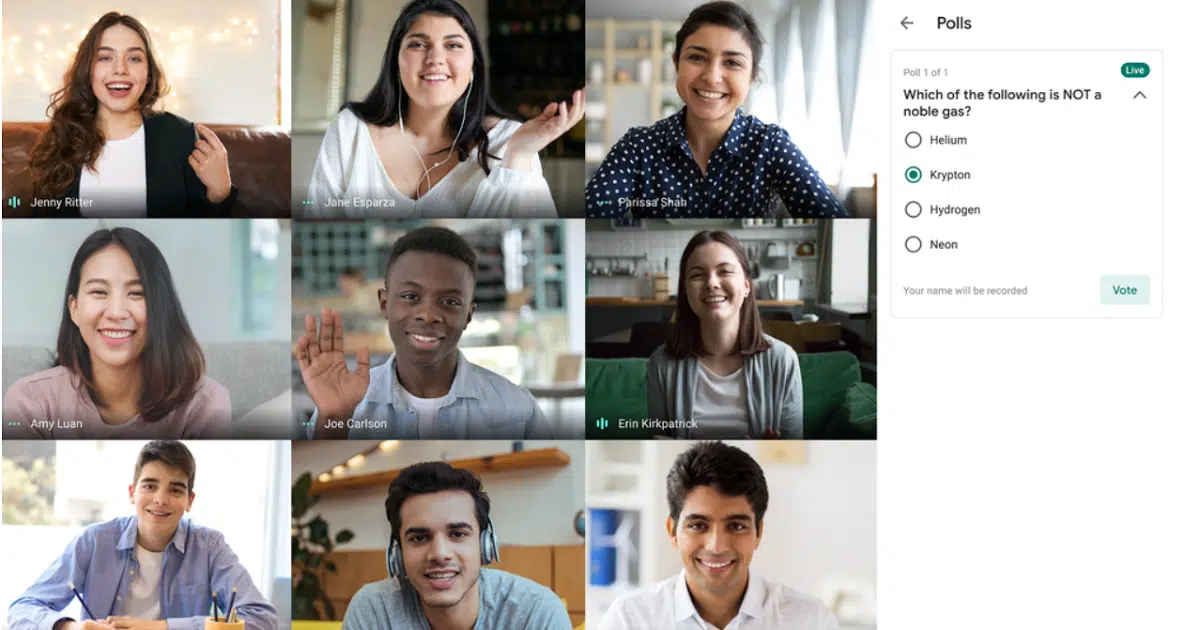 Jenny Ritter
Jane Esparza
Parissa Shah
Amy Luan
Joe Carlson
Erin Kirkpatrick
Polls
Poll 1 of 1
Live
Which of the following is NOT a
noble gas?
Helium
Krypton
Hydrogen
Neon
Your name will be recorded
Vote